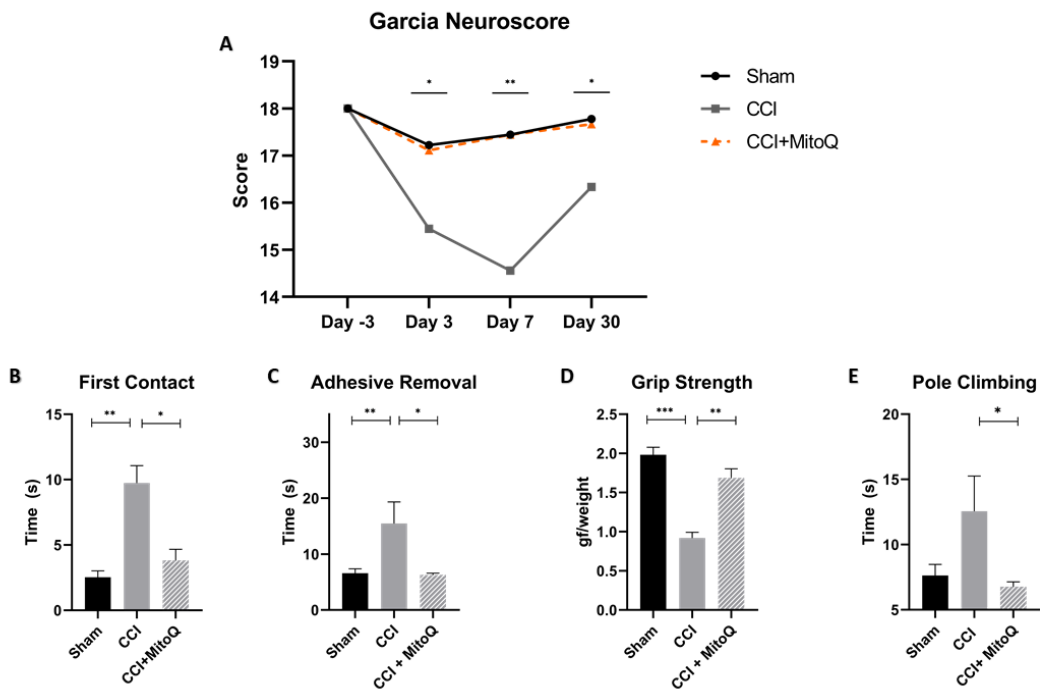 Garcia Neuroscore
A
Score
19
18
17
16
15
14
* ** *
Day -3 Day 3 Day 7 Day 30
Sham
CCI
CCI+MitoQ
B First Contact
Time (s)
15
10
5
0
** *
Sham CCI CCI+MitoQ
C Adhesive Removal
Time (s)
30
20
10
0
** *
Sham CCI CCI + MitoQ
D Grip Strength
gf/weight
2.5
2.0
1.5
1.0
0.5
0.0
*** **
Sham CCI CCI + MitoQ
E Pole Climbing
Time (s)
20
15
10
5
*
Sham CCI CCI+ MitoQ